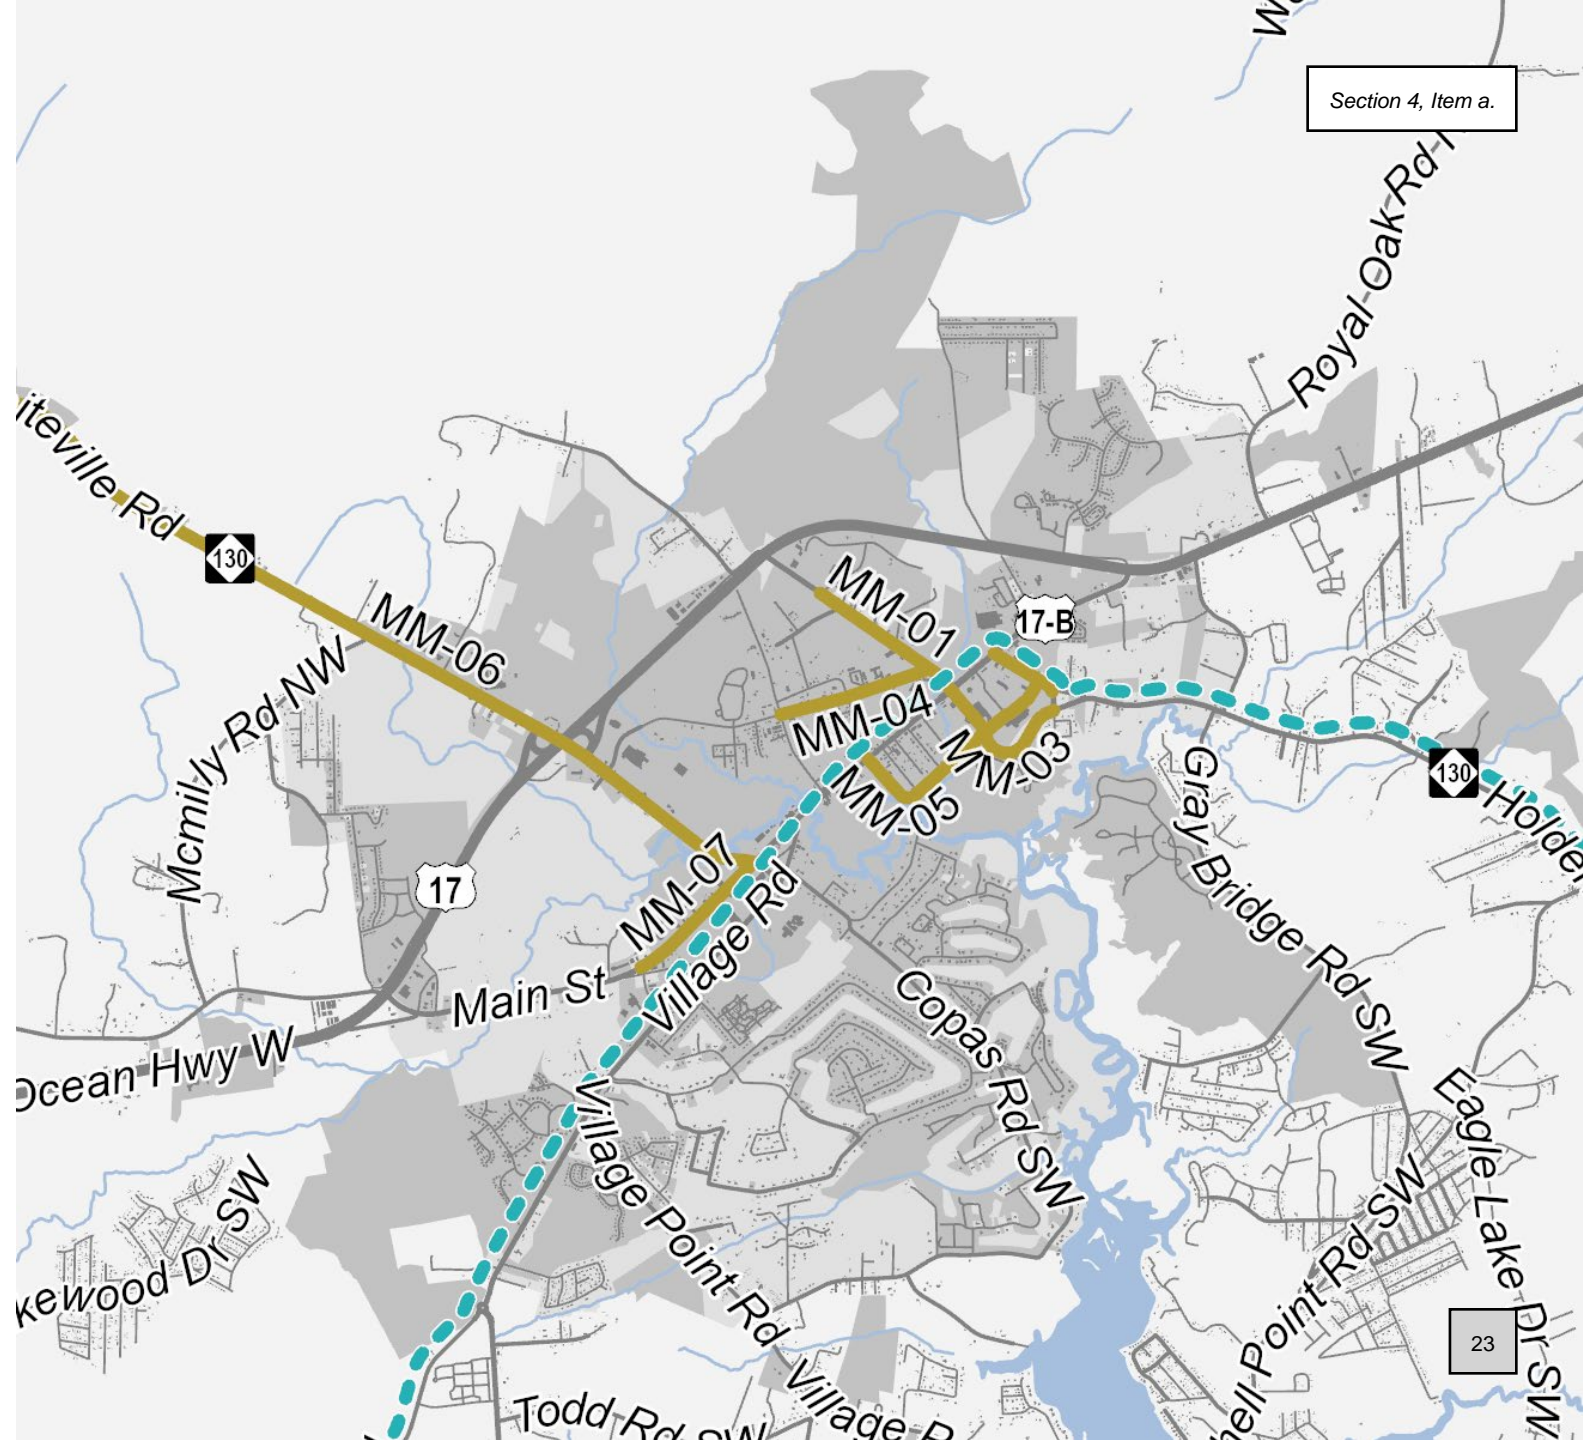 Section 4, Item a.
Royal Oak Rd
iteville Rd
130
MM-06
MM-01
17-B
Mcmilly Rd NW
MM-04
MM-03
MM-05
130
Holden
Gray Bridge Rd SW
17
MM-07
Village Rd
Main St
Copas Rd SW
Ocean Hwy W
Village Point Rd
Eagle Lake Dr SW
kewood Dr SW
hell Point Rd SW
23
Todd Rd SW
Village P